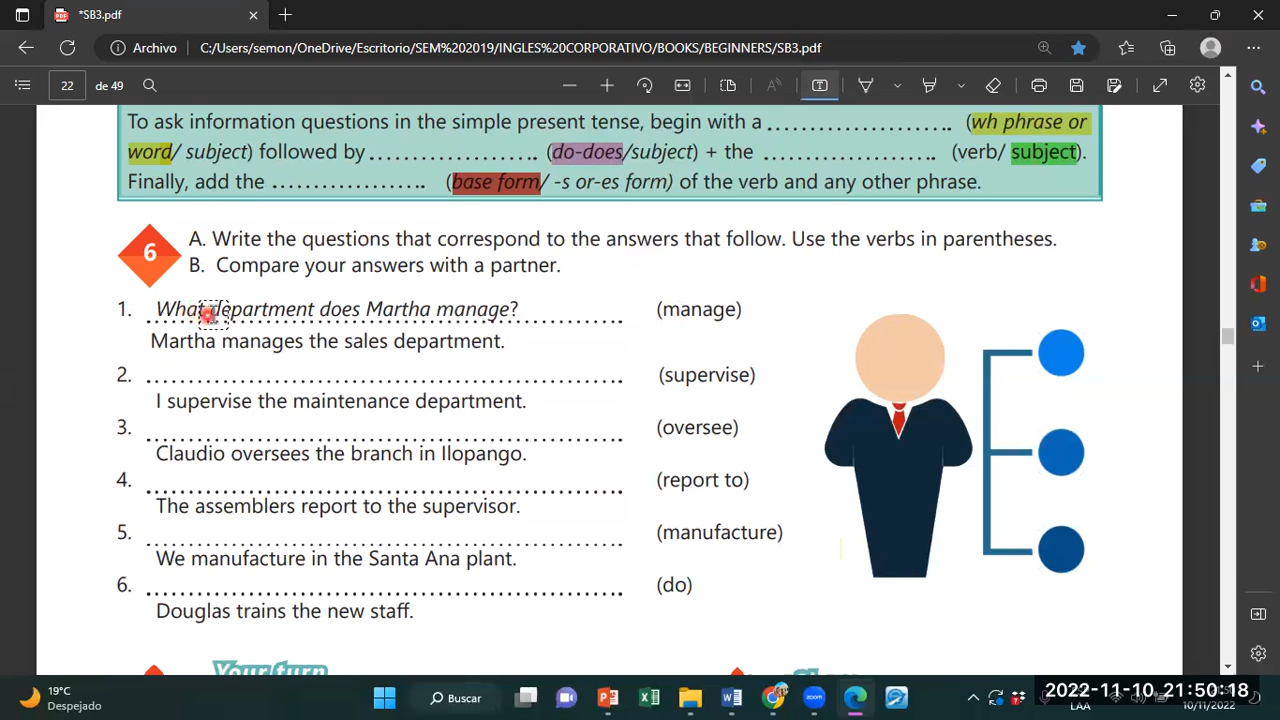 *SB3.pdf
Archivo
C:/Users/semon/OneDrive/Escritorio/SEM%202019/INGLES%20CORPORATIVO/BOOKS/BEGINNERS/SB3.pdf
22 de 49
To ask information questions in the simple present tense, begin with a ...................... (wh phrase or
word/ subject) followed by ..................... (do-does/subject) + the ..................... (verb/ subject).
Finally, add the ................... (base form/ -s or-es form) of the verb and any other phrase.
6
A. Write the questions that correspond to the answers that follow. Use the verbs in parentheses.
B. Compare your answers with a partner.
1. What department does Martha manage? (manage)
Martha manages the sales department.
2. (supervise)
I supervise the maintenance department.
3. (oversee)
Claudio oversees the branch in Ilopango.
4. (report to)
The assemblers report to the supervisor.
5. (manufacture)
We manufacture in the Santa Ana plant.
6. (do)
Douglas trains the new staff.
Your turn
19°C
Despejado
Buscar
2022-11-10 21:50:18
LAA
10/11/2022